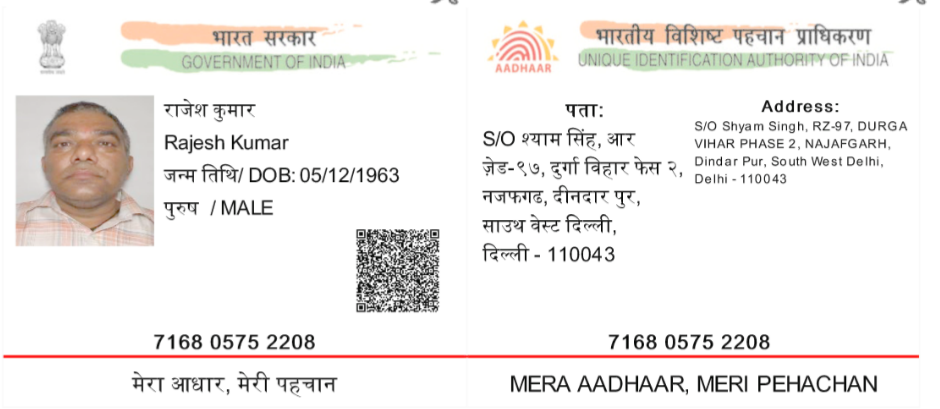 भारत सरकार
GOVERNMENT OF INDIA
राजेश कुमार
Rajesh Kumar
जन्म तिथि/ DOB: 05/12/1963
पुरुष / MALE
7168 0575 2208
मेरा आधार, मेरी पहचान
भारतीय विशिष्ट पहचान प्राधिकरण
UNIQUE IDENTIFICATION AUTHORITY OF INDIA
AADHAAR
पता:
S/O श्याम सिंह, आर
ज़ेड-९७, दुर्गा विहार फेस २,
नजफगढ, दीनदार पुर,
साउथ वेस्ट दिल्ली,
दिल्ली - 110043
Address:
S/O Shyam Singh, RZ-97, DURGA
VIHAR PHASE 2, NAJAFGARH,
Dindar Pur, South West Delhi,
Delhi - 110043
7168 0575 2208
MERA AADHAAR, MERI PEHACHAN